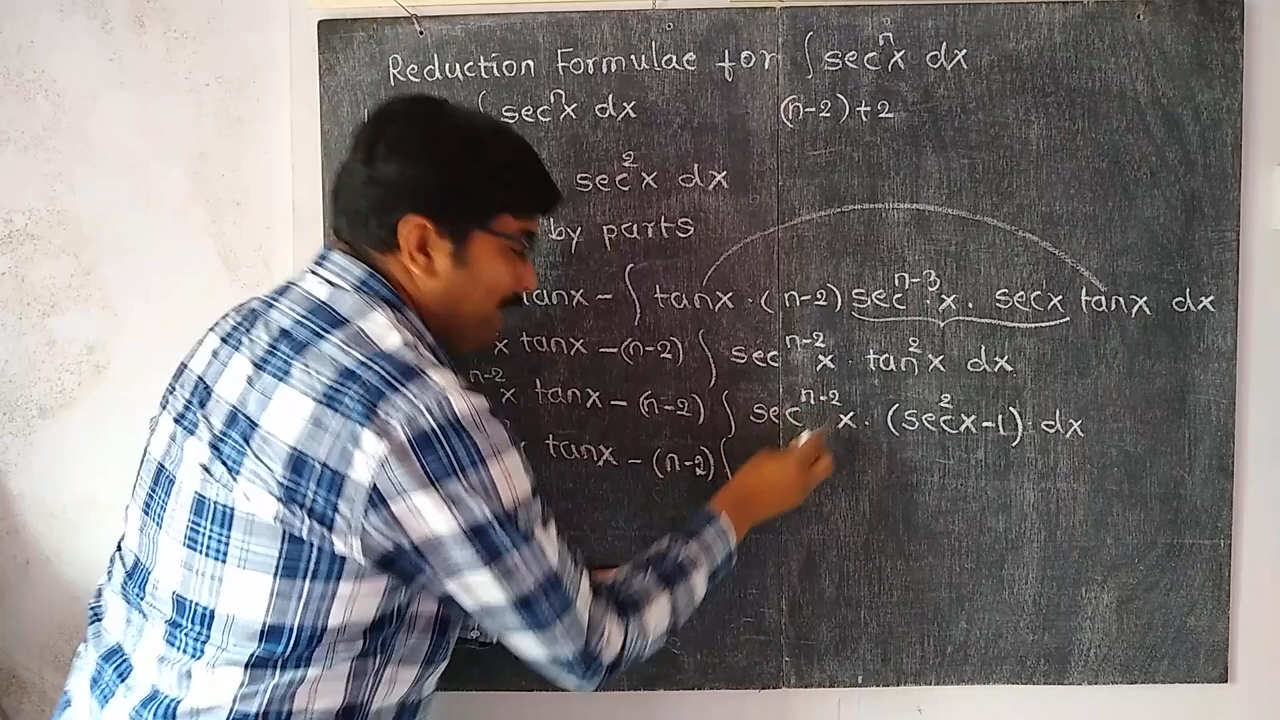 Reduction Formulae for ∫ secⁿx dx
∫ secⁿx dx (n-2)+2
sec²x dx
by parts
tanx - ∫ tanx · (n-2) secⁿ⁻³x · secx tanx dx
x tanx - (n-2) ∫ secⁿ⁻²x · tan²x dx
ⁿ⁻²x tanx - (n-2) ∫ secⁿ⁻²x · (sec²x-1) · dx
tanx - (n-2) ∫